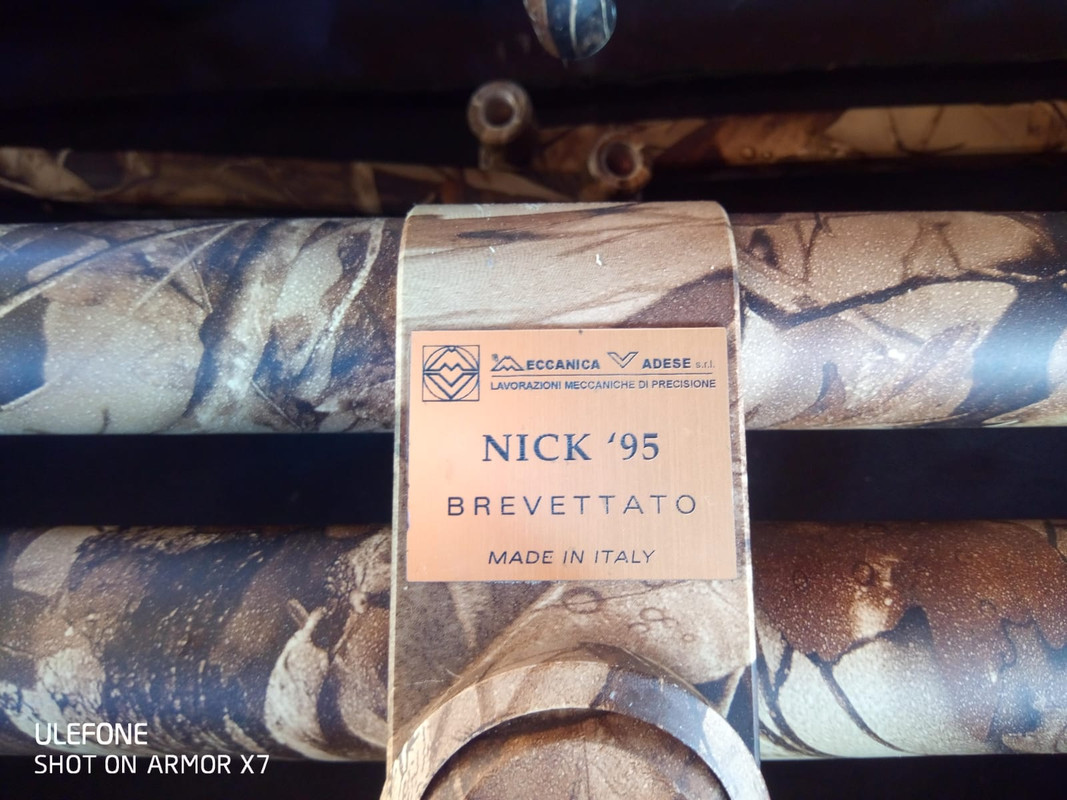 MECCANICA VADESE s.r.l.
LAVORAZIONI MECCANICHE DI PRECISIONE
NICK ‘95
BREVETTATO
MADE IN ITALY
ULEFONE
SHOT ON ARMOR X7